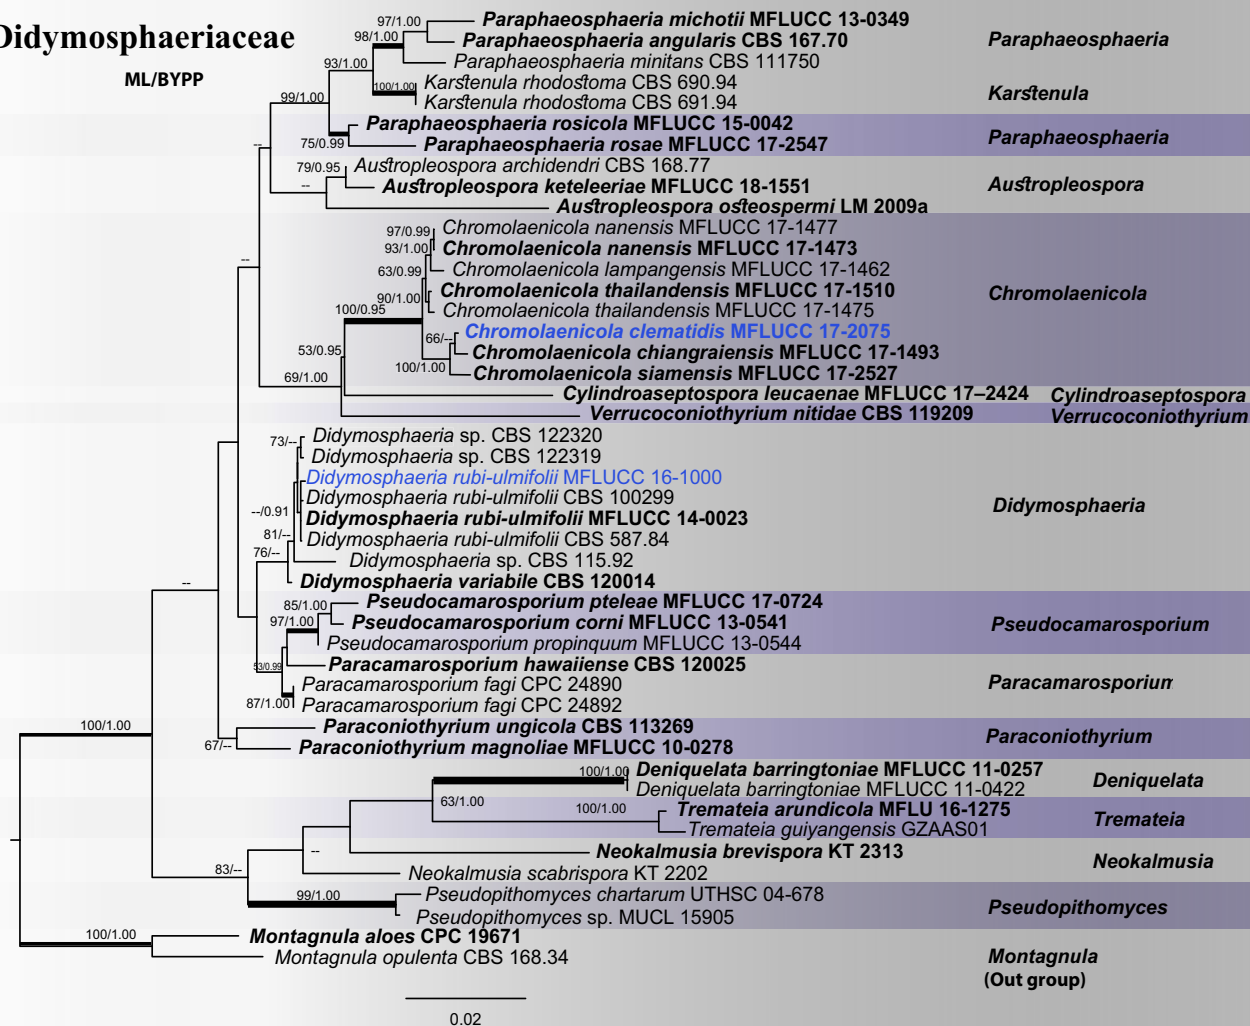 Didymosphaeriaceae
ML/BYPP
97/1.00
Paraphaeosphaeria michotii MFLUCC 13-0349
98/1.00
Paraphaeosphaeria angularis CBS 167.70
Paraphaeosphaeria
93/1.00
Paraphaeosphaeria minitans CBS 111750
100/1.00
Karstenula rhodostoma CBS 690.94
Karstenula
99/1.00
Karstenula rhodostoma CBS 691.94
Paraphaeosphaeria rosicola MFLUCC 15-0042
Paraphaeosphaeria
75/0.99
Paraphaeosphaeria rosae MFLUCC 17-2547
--
79/0.95
Austropleospora archidendri CBS 168.77
--
Austropleospora keteleeriae MFLUCC 18-1551
Austropleospora
Austropleospora osteospermi LM 2009a
97/0.99
Chromolaenicola nanensis MFLUCC 17-1477
93/1.00
Chromolaenicola nanensis MFLUCC 17-1473
--
63/0.99
Chromolaenicola lampangensis MFLUCC 17-1462
90/1.00
Chromolaenicola thailandensis MFLUCC 17-1510
Chromolaenicola
100/0.95
Chromolaenicola thailandensis MFLUCC 17-1475
66/--
Chromolaenicola clematidis MFLUCC 17-2075
53/0.95
Chromolaenicola chiangraiensis MFLUCC 17-1493
100/1.00
Chromolaenicola siamensis MFLUCC 17-2527
69/1.00
Cylindroaseptospora leucaenae MFLUCC 17–2424
Cylindroaseptospora
Verrucoconiothyrium nitidae CBS 119209
Verrucoconiothyrium
73/--
Didymosphaeria sp. CBS 122320
Didymosphaeria sp. CBS 122319
Didymosphaeria rubi-ulmifolii MFLUCC 16-1000
Didymosphaeria rubi-ulmifolii CBS 100299
Didymosphaeria
--/0.91
Didymosphaeria rubi-ulmifolii MFLUCC 14-0023
81/--
Didymosphaeria rubi-ulmifolii CBS 587.84
76/--
Didymosphaeria sp. CBS 115.92
--
Didymosphaeria variabile CBS 120014
85/1.00
Pseudocamarosporium pteleae MFLUCC 17-0724
97/1.00
Pseudocamarosporium corni MFLUCC 13-0541
Pseudocamarosporium
Pseudocamarosporium propinquum MFLUCC 13-0544
53/0.99
Paracamarosporium hawaiiense CBS 120025
Paracamarosporium fagi CPC 24890
Paracamarosporium
87/1.00
Paracamarosporium fagi CPC 24892
100/1.00
Paraconiothyrium ungicola CBS 113269
Paraconiothyrium
67/--
Paraconiothyrium magnoliae MFLUCC 10-0278
100/1.00
Deniquelata barringtoniae MFLUCC 11-0257
Deniquelata
Deniquelata barringtoniae MFLUCC 11-0422
63/1.00
100/1.00
Tremateia arundicola MFLU 16-1275
Tremateia
Tremateia guiyangensis GZAAS01
--
Neokalmusia brevispora KT 2313
Neokalmusia
83/--
Neokalmusia scabrispora KT 2202
99/1.00
Pseudopithomyces chartarum UTHSC 04-678
Pseudopithomyces
Pseudopithomyces sp. MUCL 15905
100/1.00
Montagnula aloes CPC 19671
Montagnula opulenta CBS 168.34
Montagnula
(Out group)
0.02